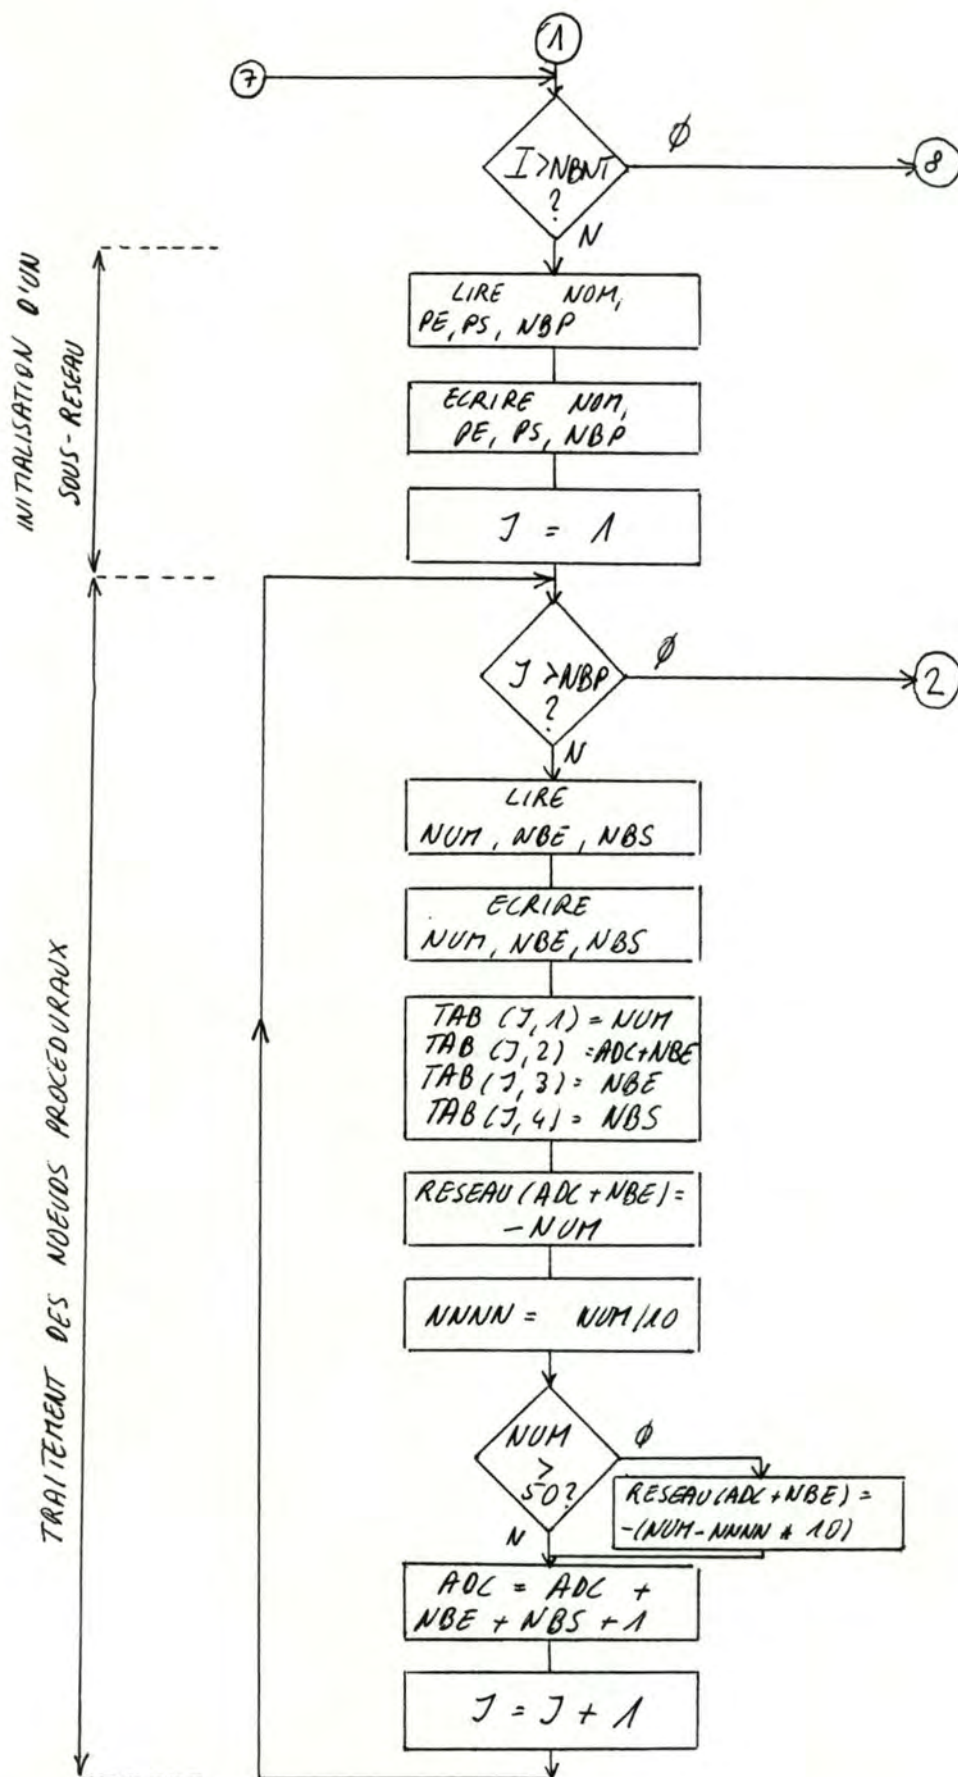 1
7
I>NBNT
?
Ø
8
N
INITIALISATION D'UN
SOUS-RESEAU
LIRE NOM,
PE, PS, NBP
ECRIRE NOM,
PE, PS, NBP
J = 1
J >NBP
?
Ø
2
N
TRAITEMENT DES NOEUDS PROCEDURAUX
LIRE
NUM, NBE, NBS
ECRIRE
NUM, NBE, NBS
TAB (J,1) = NUM
TAB (J,2) =ADC+NBE
TAB (J,3) = NBE
TAB (J,4) = NBS
RESEAU (ADC+NBE) =
-NUM
NNNN = NUM/10
NUM
>
50?
Ø
RESEAU(ADC+NBE) =
-(NUM-NNNN * 10)
N
ADC = ADC +
NBE + NBS + 1
J = J + 1